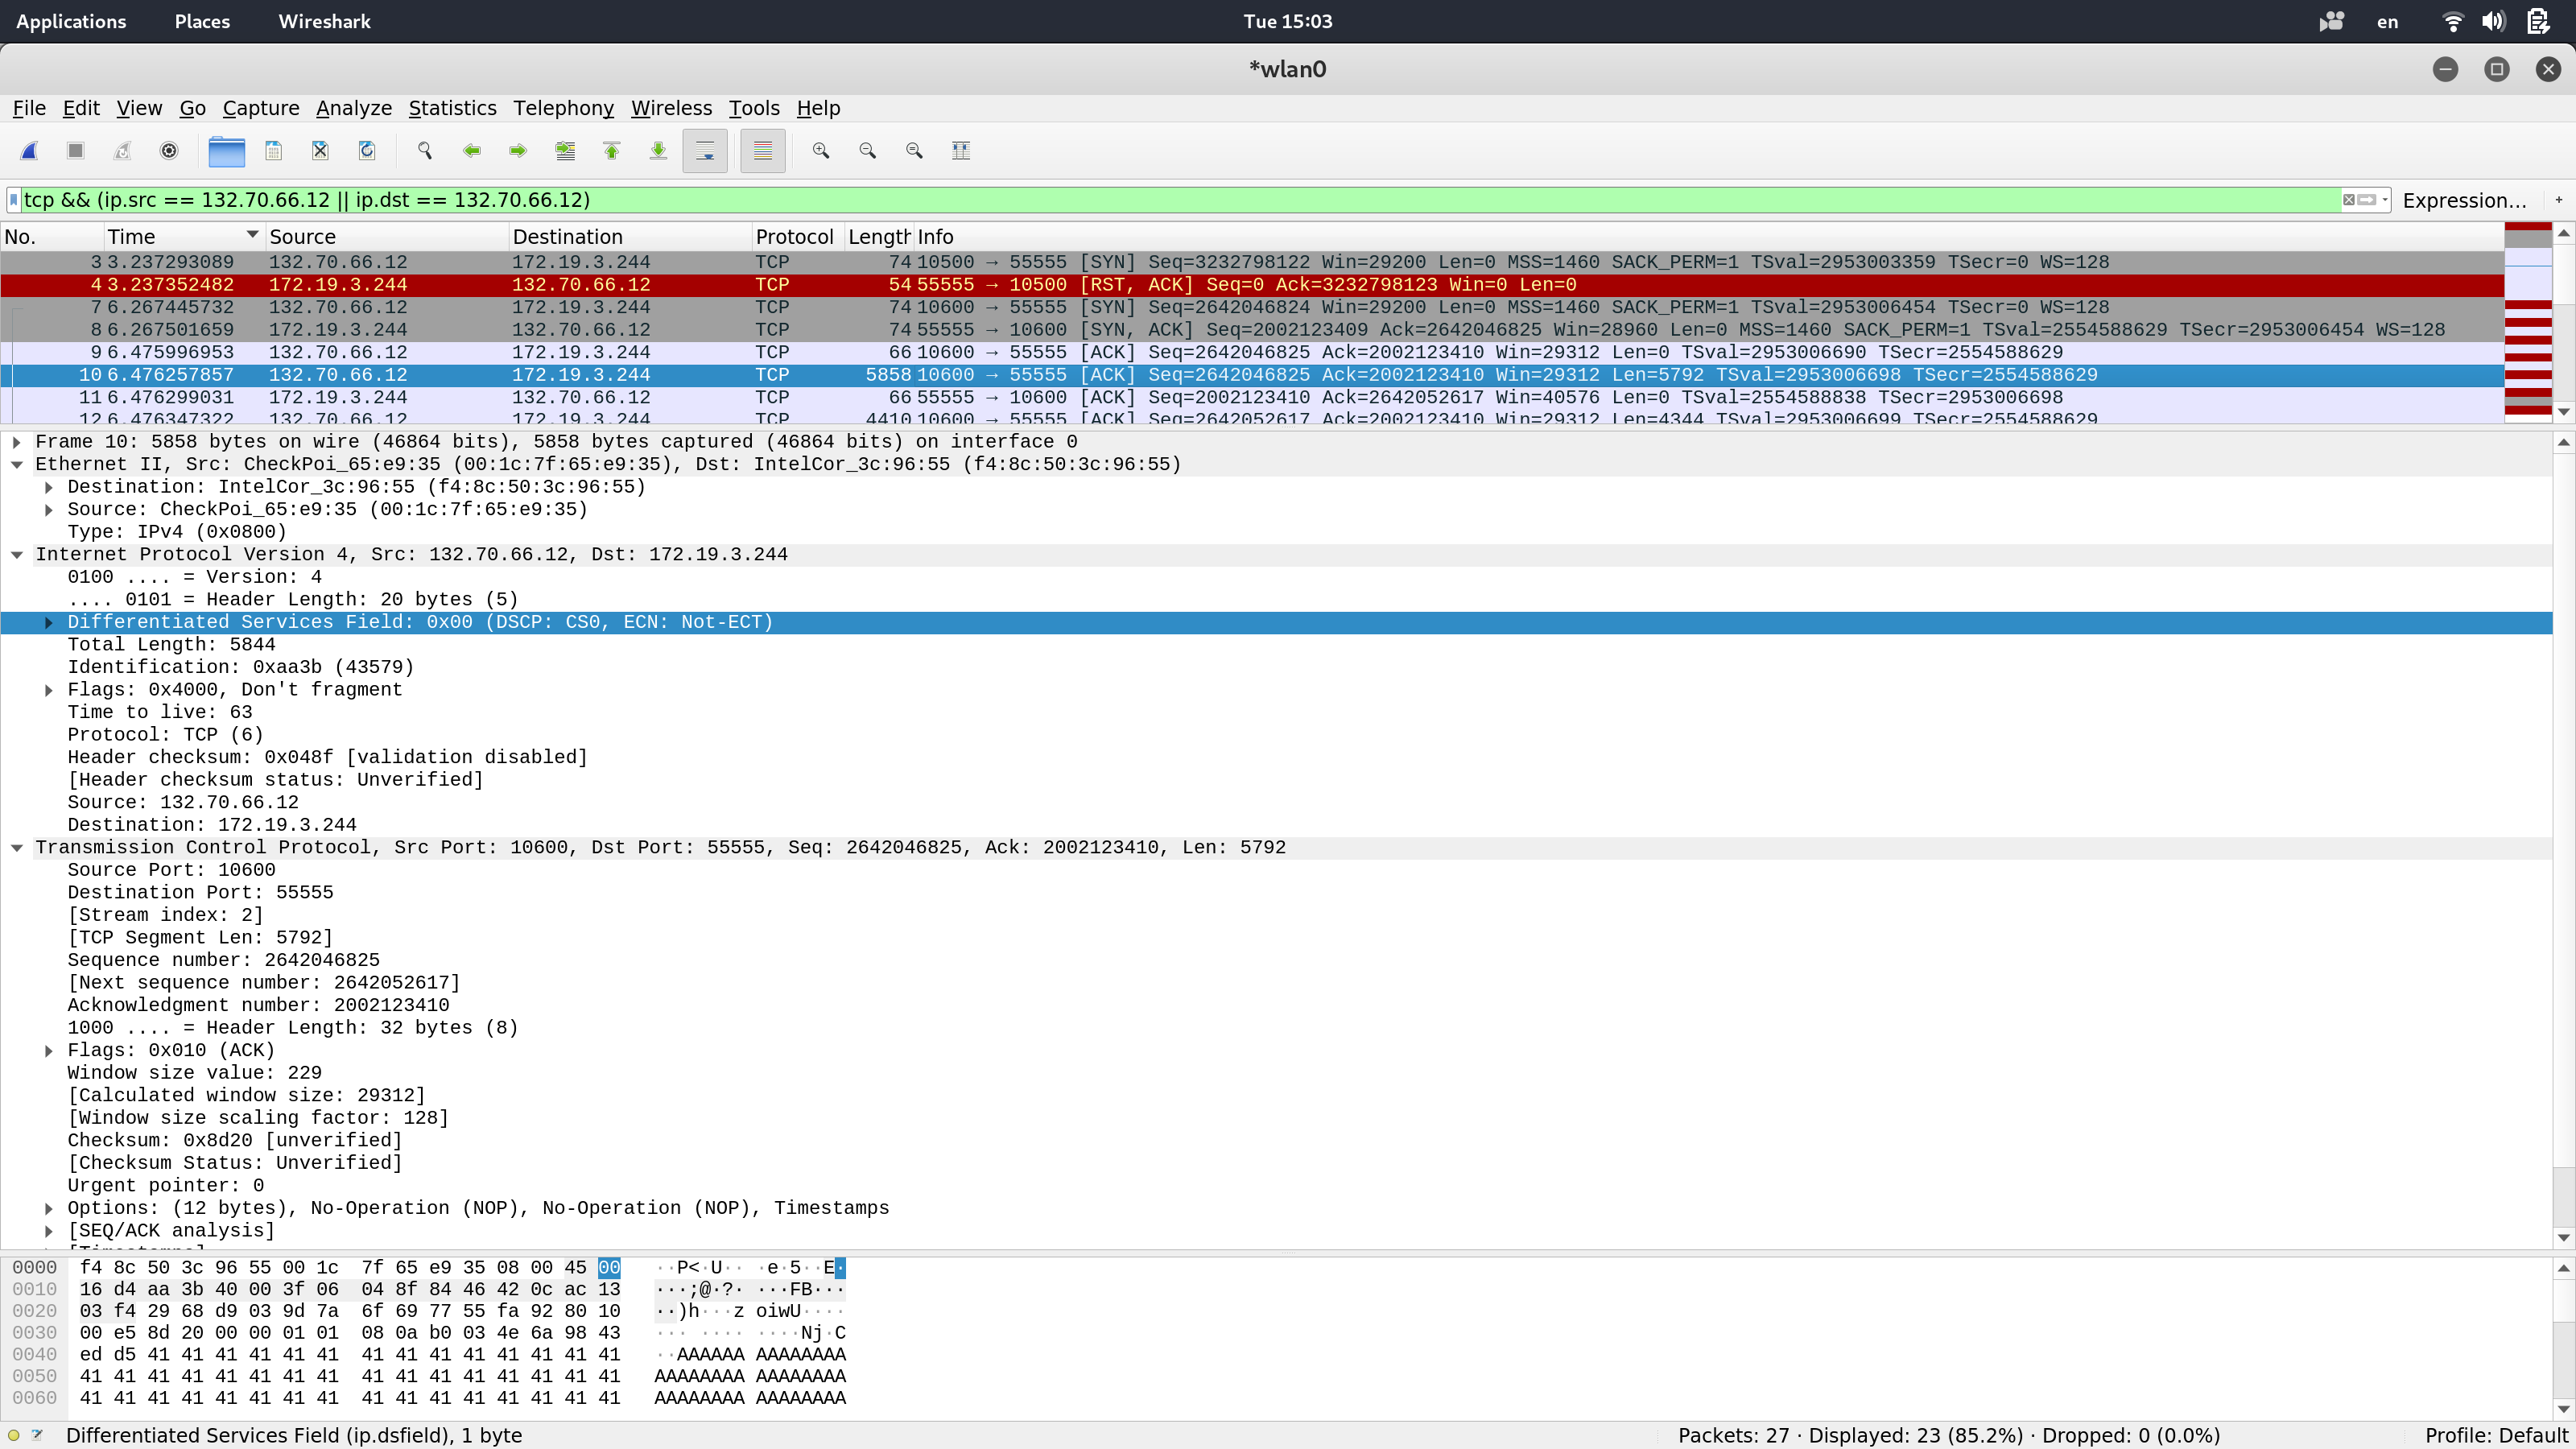 Applications Places Wireshark Tue 15:03 en
*wlan0
File Edit View Go Capture Analyze Statistics Telephony Wireless Tools Help
tcp && (ip.src == 132.70.66.12 || ip.dst == 132.70.66.12) Expression… +
No. Time Source Destination Protocol Length Info
3 3.237293089 132.70.66.12 172.19.3.244 TCP 74 10500 → 55555 [SYN] Seq=3232798122 Win=29200 Len=0 MSS=1460 SACK_PERM=1 TSval=2953003359 TSecr=0 WS=128
4 3.237352482 172.19.3.244 132.70.66.12 TCP 54 55555 → 10500 [RST, ACK] Seq=0 Ack=3232798123 Win=0 Len=0
7 6.267445732 132.70.66.12 172.19.3.244 TCP 74 10600 → 55555 [SYN] Seq=2642046824 Win=29200 Len=0 MSS=1460 SACK_PERM=1 TSval=2953006454 TSecr=0 WS=128
8 6.267501659 172.19.3.244 132.70.66.12 TCP 74 55555 → 10600 [SYN, ACK] Seq=2002123409 Ack=2642046825 Win=28960 Len=0 MSS=1460 SACK_PERM=1 TSval=2554588629 TSecr=2953006454 WS=128
9 6.475996953 132.70.66.12 172.19.3.244 TCP 66 10600 → 55555 [ACK] Seq=2642046825 Ack=2002123410 Win=29312 Len=0 TSval=2953006690 TSecr=2554588629
10 6.476257857 132.70.66.12 172.19.3.244 TCP 5858 10600 → 55555 [ACK] Seq=2642046825 Ack=2002123410 Win=29312 Len=5792 TSval=2953006698 TSecr=2554588629
11 6.476299031 172.19.3.244 132.70.66.12 TCP 66 55555 → 10600 [ACK] Seq=2002123410 Ack=2642052617 Win=40576 Len=0 TSval=2554588838 TSecr=2953006698
12 6.476347322 132.70.66.12 172.19.3.244 TCP 4410 10600 → 55555 [ACK] Seq=2642052617 Ack=2002123410 Win=29312 Len=4344 TSval=2953006699 TSecr=2554588629
Frame 10: 5858 bytes on wire (46864 bits), 5858 bytes captured (46864 bits) on interface 0
Ethernet II, Src: CheckPoi_65:e9:35 (00:1c:7f:65:e9:35), Dst: IntelCor_3c:96:55 (f4:8c:50:3c:96:55)
Destination: IntelCor_3c:96:55 (f4:8c:50:3c:96:55)
Source: CheckPoi_65:e9:35 (00:1c:7f:65:e9:35)
Type: IPv4 (0x0800)
Internet Protocol Version 4, Src: 132.70.66.12, Dst: 172.19.3.244
0100 .... = Version: 4
.... 0101 = Header Length: 20 bytes (5)
Differentiated Services Field: 0x00 (DSCP: CS0, ECN: Not-ECT)
Total Length: 5844
Identification: 0xaa3b (43579)
Flags: 0x4000, Don't fragment
Time to live: 63
Protocol: TCP (6)
Header checksum: 0x048f [validation disabled]
[Header checksum status: Unverified]
Source: 132.70.66.12
Destination: 172.19.3.244
Transmission Control Protocol, Src Port: 10600, Dst Port: 55555, Seq: 2642046825, Ack: 2002123410, Len: 5792
Source Port: 10600
Destination Port: 55555
[Stream index: 2]
[TCP Segment Len: 5792]
Sequence number: 2642046825
[Next sequence number: 2642052617]
Acknowledgment number: 2002123410
1000 .... = Header Length: 32 bytes (8)
Flags: 0x010 (ACK)
Window size value: 229
[Calculated window size: 29312]
[Window size scaling factor: 128]
Checksum: 0x8d20 [unverified]
[Checksum Status: Unverified]
Urgent pointer: 0
Options: (12 bytes), No-Operation (NOP), No-Operation (NOP), Timestamps
[SEQ/ACK analysis]
[Timestamps]
0000 f4 8c 50 3c 96 55 00 1c 7f 65 e9 35 08 00 45 00 ··P<·U·· ·e·5··E·
0010 16 d4 aa 3b 40 00 3f 06 04 8f 84 46 42 0c ac 13 ···;@·?· ···FB···
0020 03 f4 29 68 d9 03 9d 7a 6f 69 77 55 fa 92 80 10 ··)h···z oiwU····
0030 00 e5 8d 20 00 00 01 01 08 0a b0 03 4e 6a 98 43 ··· ···· ····Nj·C
0040 ed d5 41 41 41 41 41 41 41 41 41 41 41 41 41 41 ··AAAAAA AAAAAAAA
0050 41 41 41 41 41 41 41 41 41 41 41 41 41 41 41 41 AAAAAAAA AAAAAAAA
0060 41 41 41 41 41 41 41 41 41 41 41 41 41 41 41 41 AAAAAAAA AAAAAAAA
Differentiated Services Field (ip.dsfield), 1 byte Packets: 27 · Displayed: 23 (85.2%) · Dropped: 0 (0.0%) Profile: Default